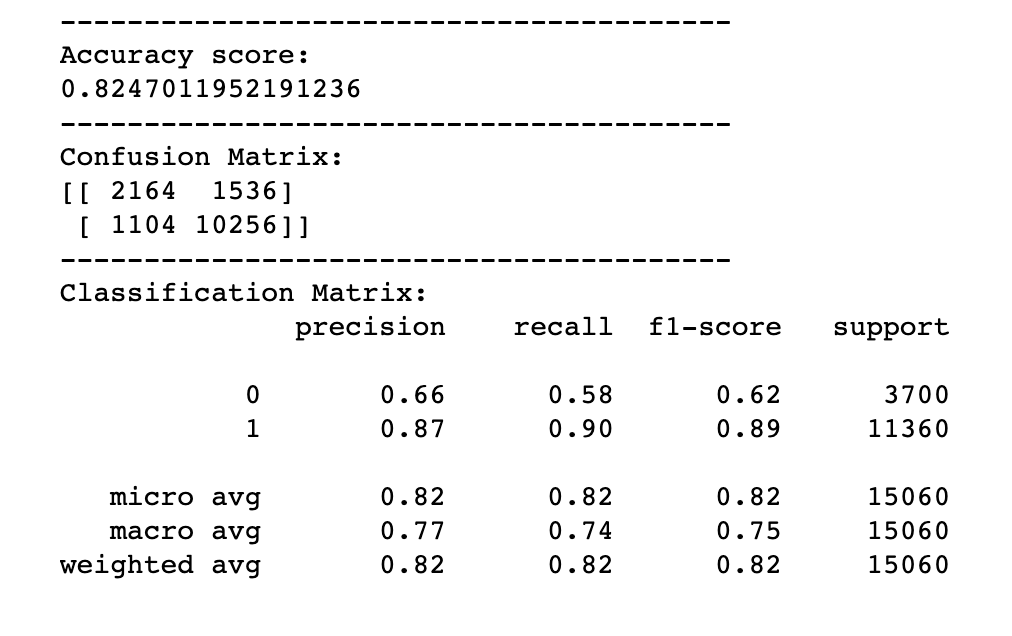 ----------------------------------------
Accuracy score:
0.8247011952191236
----------------------------------------
Confusion Matrix:
[[ 2164  1536]
 [ 1104 10256]]
----------------------------------------
Classification Matrix:
              precision    recall  f1-score   support

           0       0.66      0.58      0.62      3700
           1       0.87      0.90      0.89     11360

   micro avg       0.82      0.82      0.82     15060
   macro avg       0.77      0.74      0.75     15060
weighted avg       0.82      0.82      0.82     15060